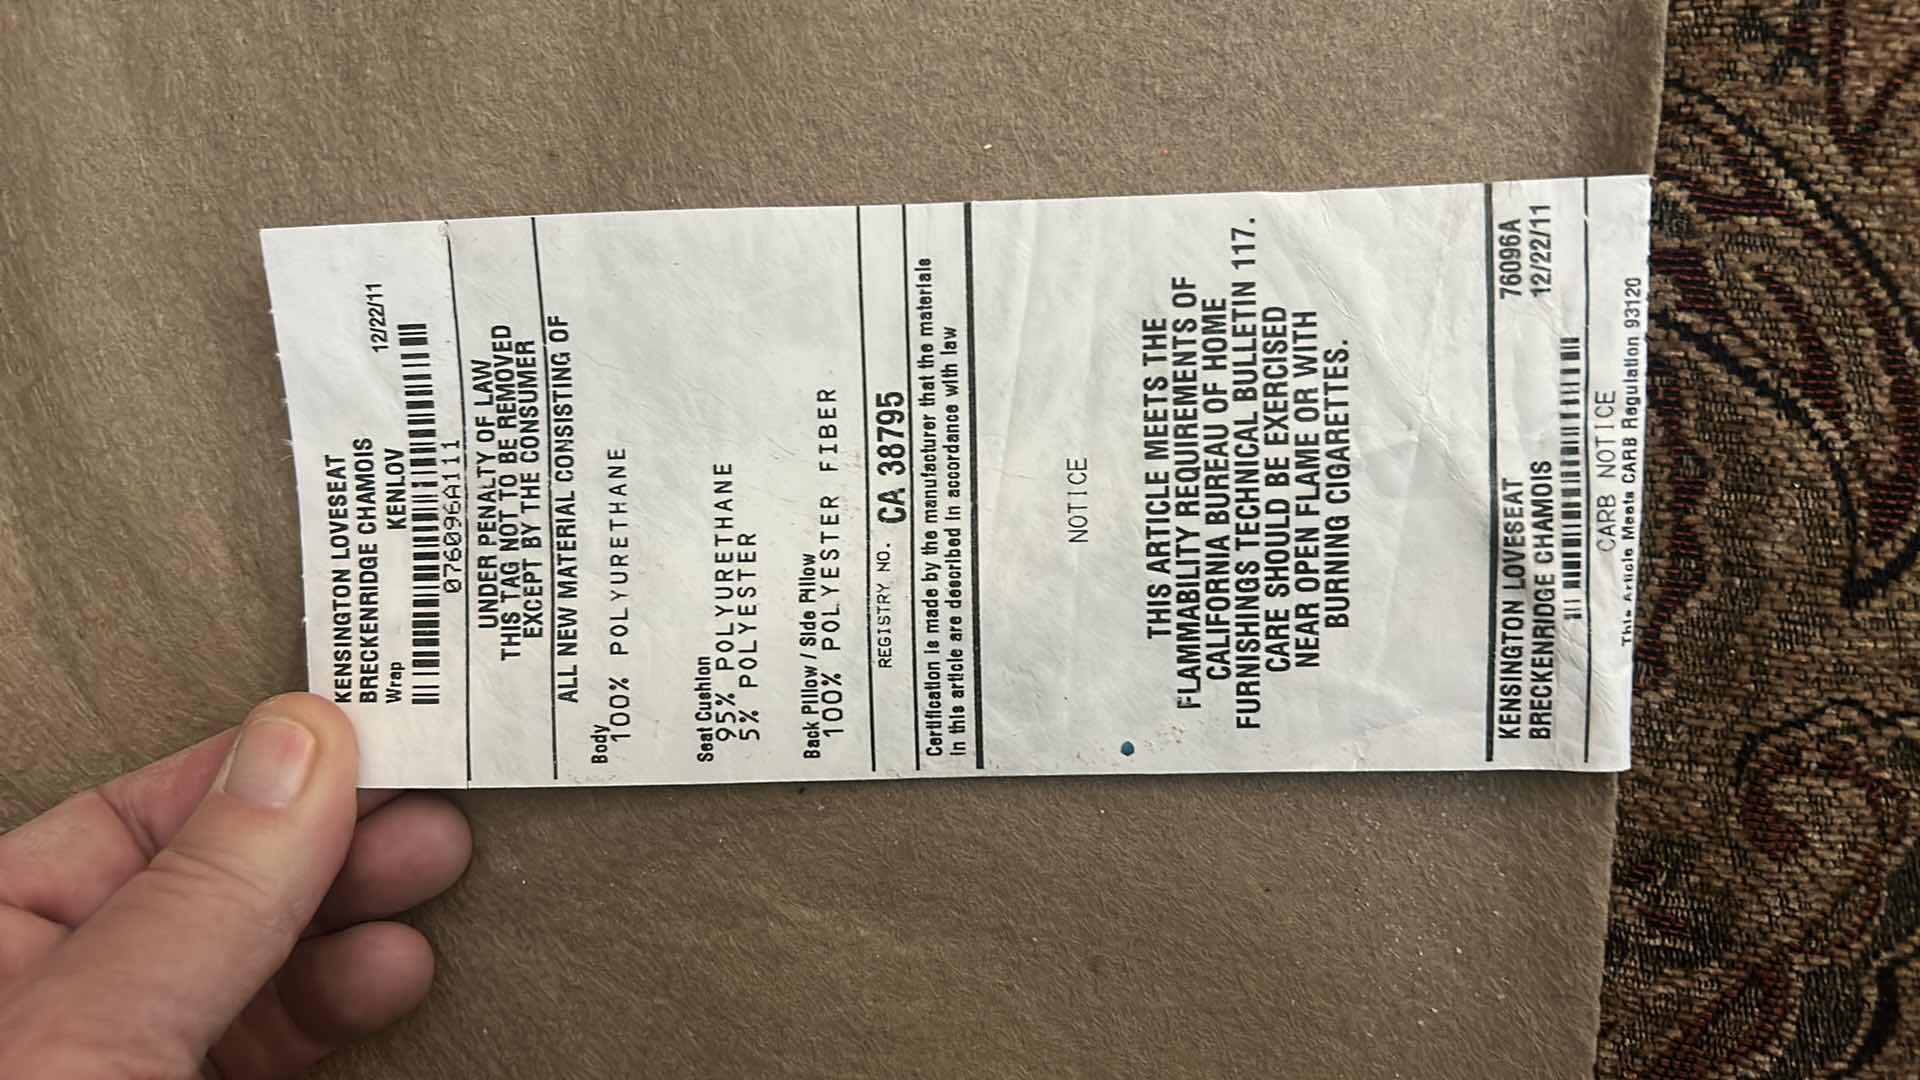 KENSINGTON LOVESEAT
BRECKENRIDGE CHAMOIS 12/22/11
Wrap KENLOV
076096A111
UNDER PENALTY OF LAW
THIS TAG NOT TO BE REMOVED
EXCEPT BY THE CONSUMER
ALL NEW MATERIAL CONSISTING OF
Body
100% POLYURETHANE
Seat Cushion
95% POLYURETHANE
5% POLYESTER
Back Pillow / Side Pillow
100% POLYESTER FIBER
REGISTRY NO. CA 38795
Certification is made by the manufacturer that the materials
in this article are described in accordance with law
NOTICE
THIS ARTICLE MEETS THE
FLAMMABILITY REQUIREMENTS OF
CALIFORNIA BUREAU OF HOME
FURNISHINGS TECHNICAL BULLETIN 117.
CARE SHOULD BE EXERCISED
NEAR OPEN FLAME OR WITH
BURNING CIGARETTES.
KENSINGTON LOVESEAT 76096A
BRECKENRIDGE CHAMOIS 12/22/11
CARB NOTICE
This Article Meets CARB Regulation 93120